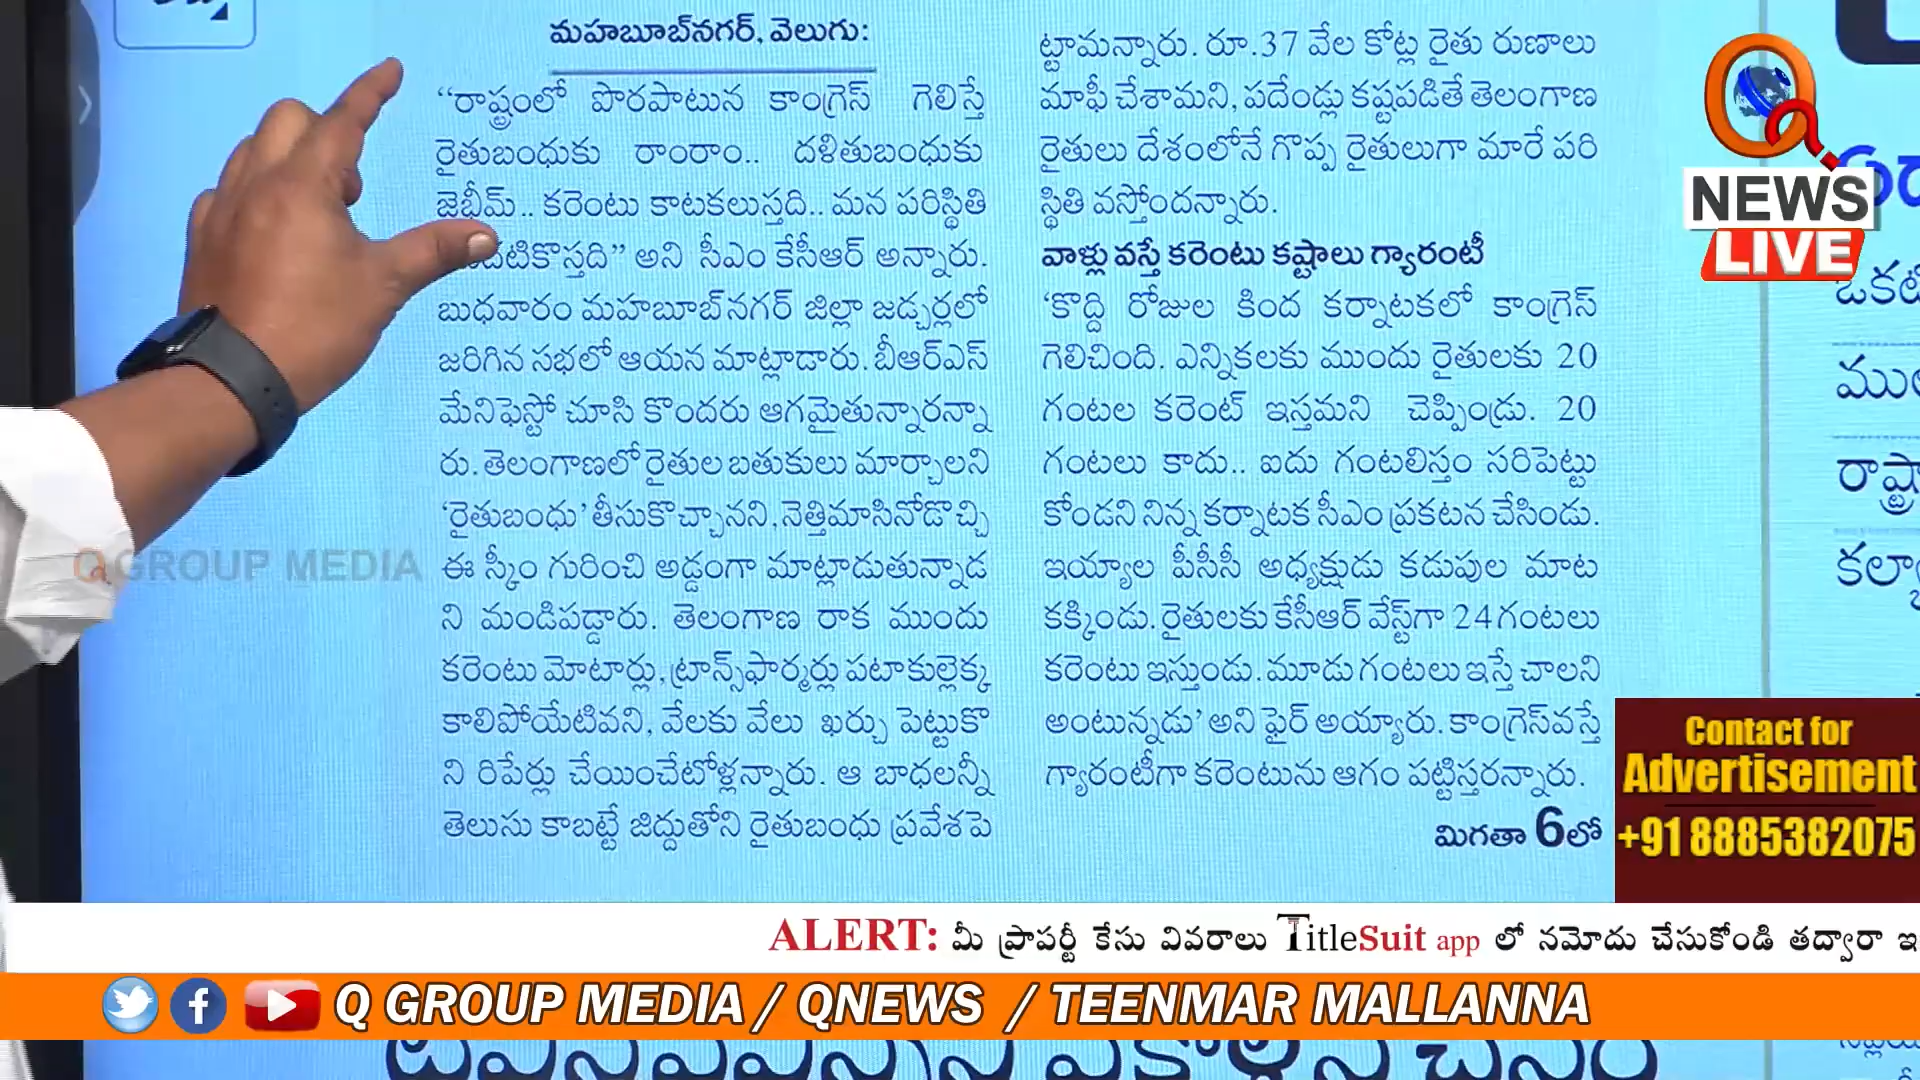 మహబూబ్‌నగర్, వెలుగు:
“రాష్ట్రంలో పొరపాటున కాంగ్రెస్ గెలిస్తే
రైతుబంధుకు రాంరాం.. దళితుబంధుకు
జైభీమ్.. కరెంటు కాటకలుస్తది.. మన పరిస్థితి
అని సీఎం కేసీఆర్ అన్నారు.
బుధవారం మహబూబ్‌నగర్ జిల్లా జడ్చర్లలో
జరిగిన సభలో ఆయన మాట్లాడారు. బీఆర్ఎస్
మేనిఫెస్టో చూసి కొందరు ఆగమైతున్నారన్నా
రు. తెలంగాణలో రైతుల బతుకులు మార్చాలని
‘రైతుబంధు’ తీసుకొచ్చానని, నెత్తిమాసినోడొచ్చి
ఈ స్కీం గురించి అడ్డంగా మాట్లాడుతున్నాడ
ని మండిపడ్డారు. తెలంగాణ రాక ముందు
కరెంటు మోటార్లు, ట్రాన్స్‌ఫార్మర్లు పటాకుల్లెక్క
కాలిపోయేటివని, వేలకు వేలు ఖర్చు పెట్టుకొ
ని రిపేర్లు చేయించేటోళ్లన్నారు. ఆ బాధలన్నీ
తెలుసు కాబట్టే జిద్దుతోని రైతుబంధు ప్రవేశపె
ట్టామన్నారు. రూ.37 వేల కోట్ల రైతు రుణాలు
మాఫీ చేశామని, పదేండ్లు కష్టపడితే తెలంగాణ
రైతులు దేశంలోనే గొప్ప రైతులుగా మారే పరి
స్థితి వస్తోందన్నారు.
వాళ్లు వస్తే కరెంటు కష్టాలు గ్యారంటీ
‘కొద్ది రోజుల కింద కర్నాటకలో కాంగ్రెస్
గెలిచింది. ఎన్నికలకు ముందు రైతులకు 20
గంటల కరెంట్ ఇస్తమని చెప్పిండ్రు. 20
గంటలు కాదు.. ఐదు గంటలిస్తం సరిపెట్టు
కోండని నిన్న కర్నాటక సీఎం ప్రకటన చేసిండు.
ఇయ్యాల పీసీసీ అధ్యక్షుడు కడుపుల మాట
కక్కిండు. రైతులకు కేసీఆర్ వేస్ట్‌గా 24 గంటలు
కరెంటు ఇస్తుండు. మూడు గంటలు ఇస్తే చాలని
అంటున్నడు’ అని ఫైర్ అయ్యారు. కాంగ్రెస్‌వస్తే
గ్యారంటీగా కరెంటును ఆగం పట్టిస్తరన్నారు.
మిగతా 6లో
Q
NEWS
LIVE
రాష్ట్రా
Q GROUP MEDIA
Contact for
Advertisement
+91 8885382075
ALERT: మీ ప్రాపర్టీ కేసు వివరాలు TitleSuit app లో నమోదు చేసుకోండి తద్వారా ఇ
Q GROUP MEDIA / QNEWS / TEENMAR MALLANNA